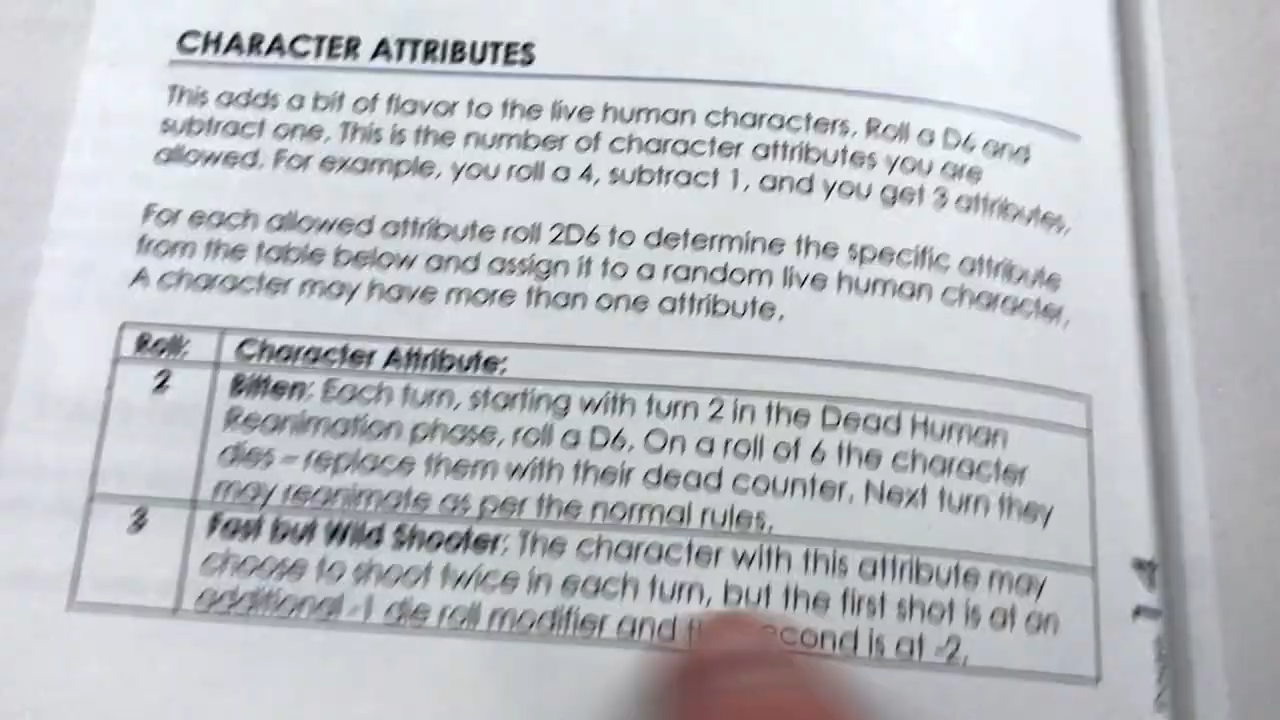 CHARACTER ATTRIBUTES
This adds a bit of flavor to the live human characters. Roll a D6 and
subtract one. This is the number of character attributes you are
allowed. For example, you roll a 4, subtract 1, and you get 3 attributes.
For each allowed attribute roll 2D6 to determine the specific attribute
from the table below and assign it to a random live human character.
A character may have more than one attribute.
Roll: Character Attribute:
2 Bitten: Each turn, starting with turn 2 in the Dead Human
Reanimation phase, roll a D6. On a roll of 6 the character
dies – replace them with their dead counter. Next turn they
may reanimate as per the normal rules.
3 Fast but Wild Shooter: The character with this attribute may
choose to shoot twice in each turn, but the first shot is at an
additional -1 die roll modifier and is at -2.